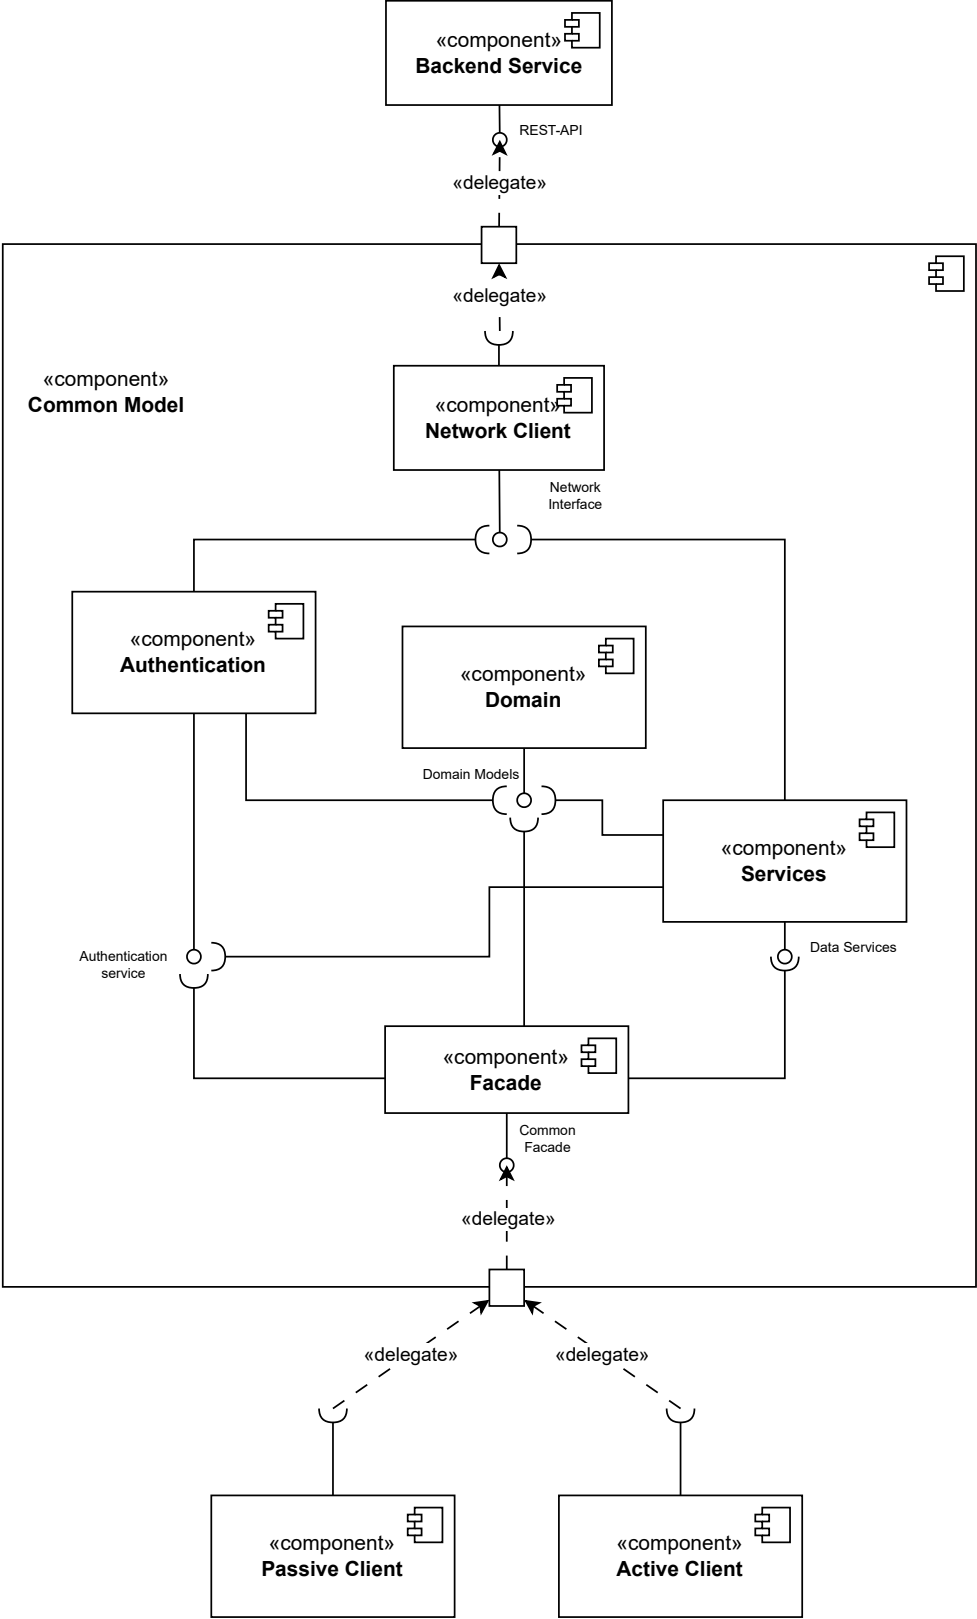 «component»
Backend Service
REST-API
«delegate»
«delegate»
«component»
Common Model
«component»
Network Client
Network
Interface
«component»
Authentication
«component»
Domain
Domain Models
«component»
Services
Authentication
service
Data Services
«component»
Facade
Common
Facade
«delegate»
«delegate»
«delegate»
«component»
Passive Client
«component»
Active Client